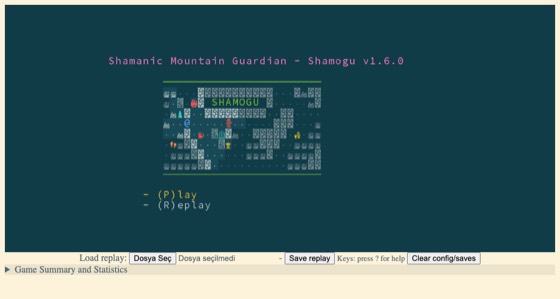 Shamanic Mountain Guardian - Shamogu v1.6.0
SHAMOGU
- (P)lay
- (R)eplay
Load replay: Dosya Seç Dosya seçilmedi - Save replay Keys: press ? for help Clear config/saves
Game Summary and Statistics